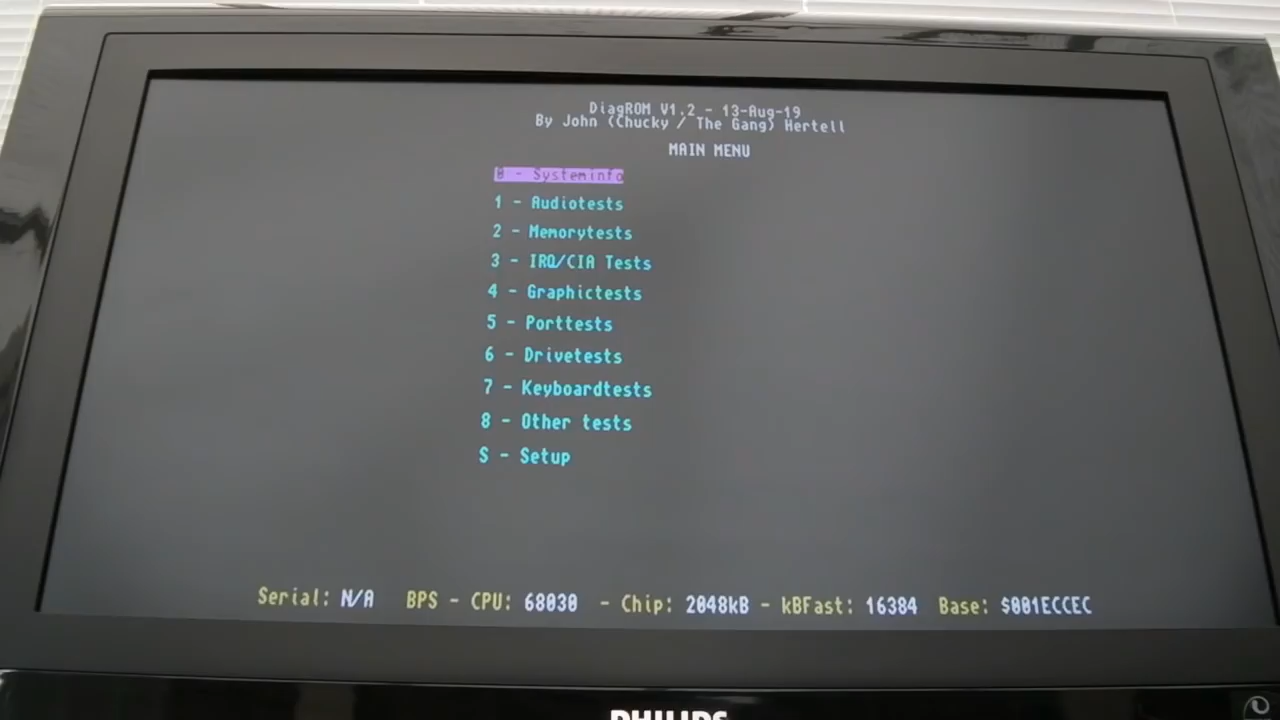 DiagROM V1.2 - 13-Aug-19
By John (Chucky / The Gang) Hertell
MAIN MENU
0 - Systeminfo
1 - Audiotests
2 - Memorytests
3 - IRQ/CIA Tests
4 - Graphictests
5 - Porttests
6 - Drivetests
7 - Keyboardtests
8 - Other tests
S - Setup
Serial: N/A BPS - CPU: 68030 - Chip: 2048kB - kBFast: 16384 Base: $001ECCEC
PHILIPS